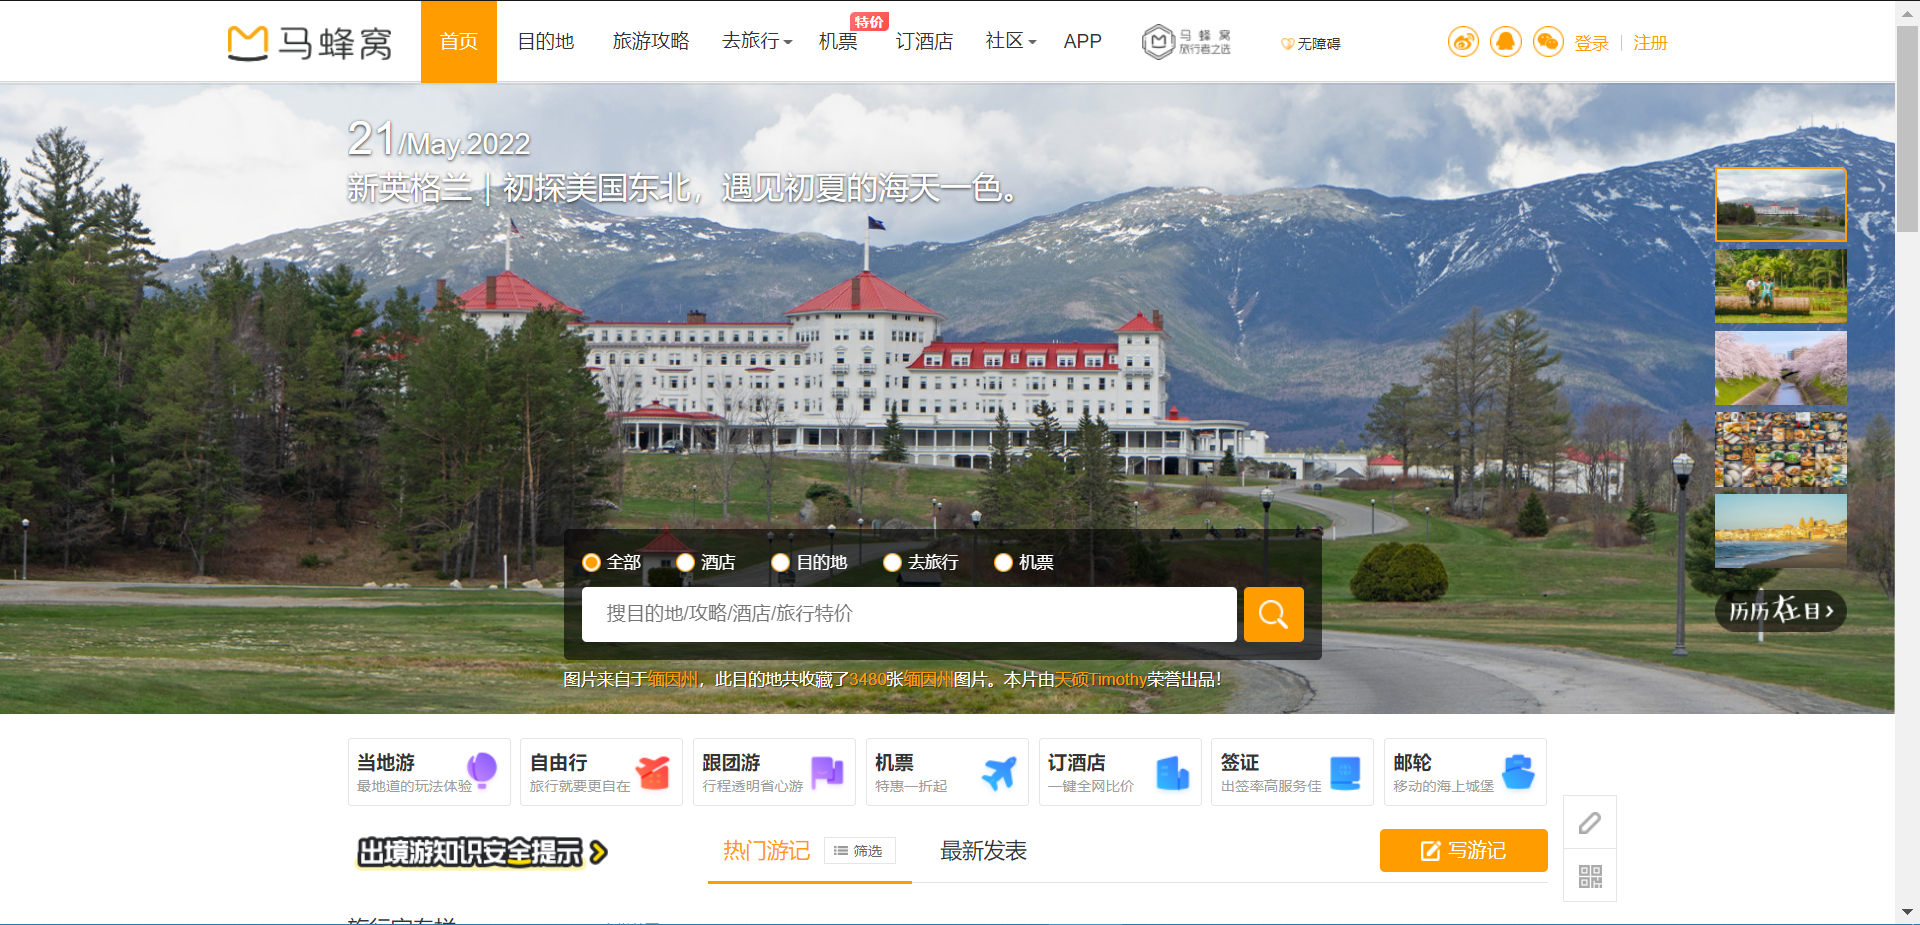 马蜂窝
首页
目的地
旅游攻略
去旅行
机票
特价
订酒店
社区
APP
马蜂窝
旅行者之选
无障碍
登录
注册
21/May.2022
新英格兰｜初探美国东北，遇见初夏的海天一色。
历历在目
全部
酒店
目的地
去旅行
机票
搜目的地/攻略/酒店/旅行特价
图片来自于缅因州，此目的地共收藏了3480张缅因州图片。本片由天硕Timothy荣誉出品！
当地游
最地道的玩法体验
自由行
旅行就要更自在
跟团游
行程透明省心游
机票
特惠一折起
订酒店
一键全网比价
签证
出签率高服务佳
邮轮
移动的海上城堡
出境游知识安全提示
热门游记
筛选
最新发表
写游记